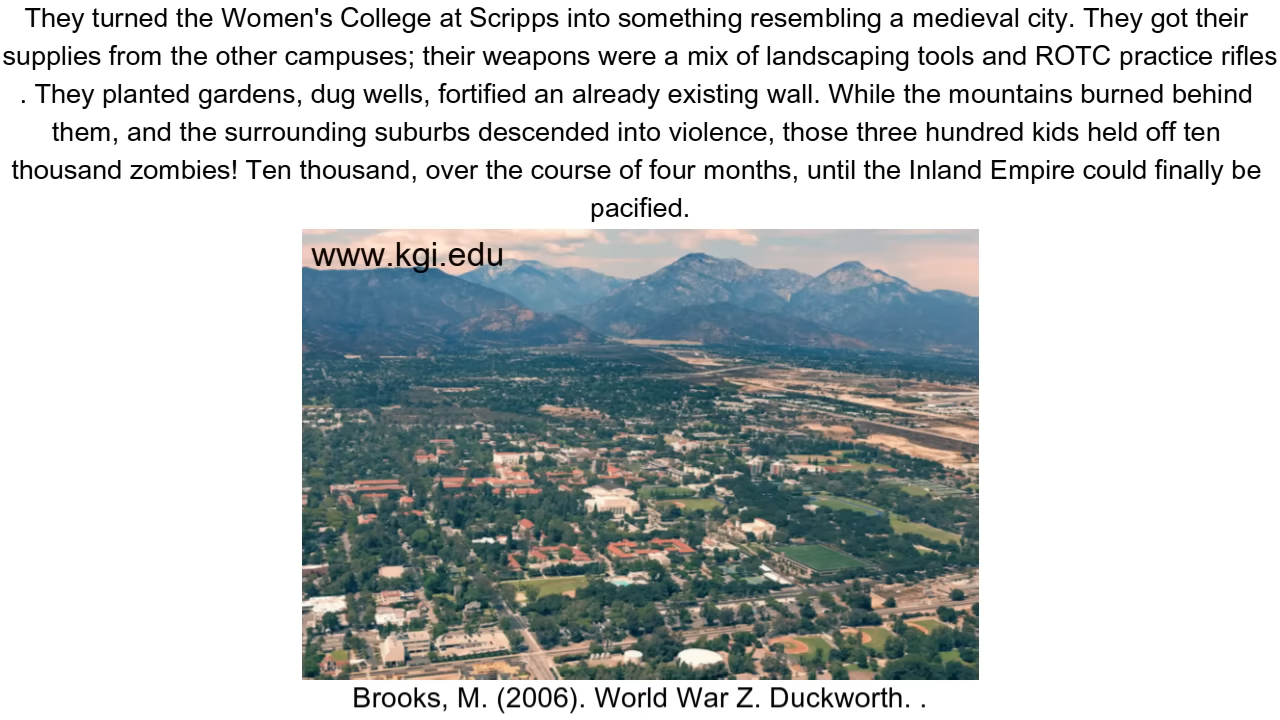 They turned the Women's College at Scripps into something resembling a medieval city. They got their
supplies from the other campuses; their weapons were a mix of landscaping tools and ROTC practice rifles
. They planted gardens, dug wells, fortified an already existing wall. While the mountains burned behind
them, and the surrounding suburbs descended into violence, those three hundred kids held off ten
thousand zombies! Ten thousand, over the course of four months, until the Inland Empire could finally be
pacified.
www.kgi.edu
Brooks, M. (2006). World War Z. Duckworth. .